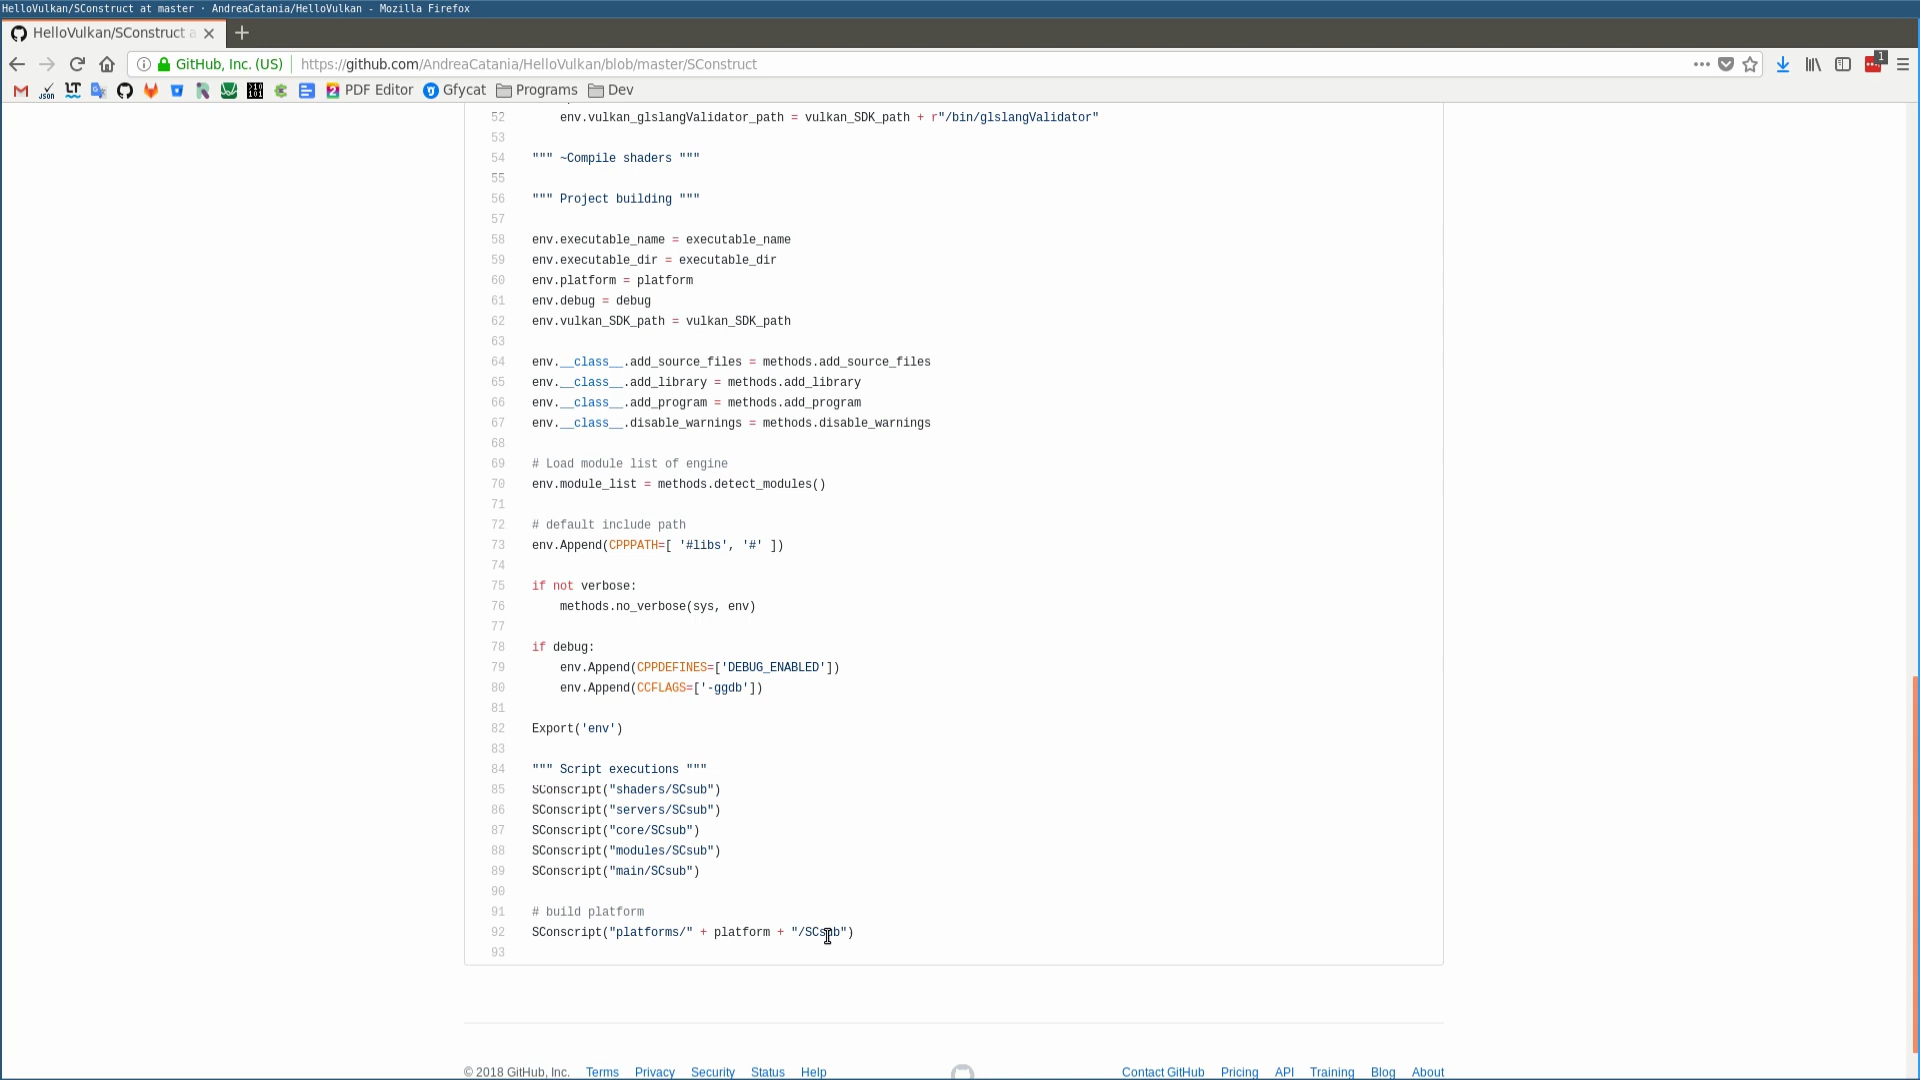 HelloVulkan/SConstruct at master · AndreaCatania/HelloVulkan - Mozilla Firefox
HelloVulkan/SConstruct a
GitHub, Inc. (US) https://github.com/AndreaCatania/HelloVulkan/blob/master/SConstruct
1
PDF Editor Gfycat Programs Dev
52 env.vulkan_glslangValidator_path = vulkan_SDK_path + r"/bin/glslangValidator"
53
54 """ ~Compile shaders """
55
56 """ Project building """
57
58 env.executable_name = executable_name
59 env.executable_dir = executable_dir
60 env.platform = platform
61 env.debug = debug
62 env.vulkan_SDK_path = vulkan_SDK_path
63
64 env.__class__.add_source_files = methods.add_source_files
65 env.__class__.add_library = methods.add_library
66 env.__class__.add_program = methods.add_program
67 env.__class__.disable_warnings = methods.disable_warnings
68
69 # Load module list of engine
70 env.module_list = methods.detect_modules()
71
72 # default include path
73 env.Append(CPPPATH=[ '#libs', '#' ])
74
75 if not verbose:
76 methods.no_verbose(sys, env)
77
78 if debug:
79 env.Append(CPPDEFINES=['DEBUG_ENABLED'])
80 env.Append(CCFLAGS=['-ggdb'])
81
82 Export('env')
83
84 """ Script executions """
85 SConscript("shaders/SCsub")
86 SConscript("servers/SCsub")
87 SConscript("core/SCsub")
88 SConscript("modules/SCsub")
89 SConscript("main/SCsub")
90
91 # build platform
92 SConscript("platforms/" + platform + "/SCsub")
93
© 2018 GitHub, Inc. Terms Privacy Security Status Help Contact GitHub Pricing API Training Blog About